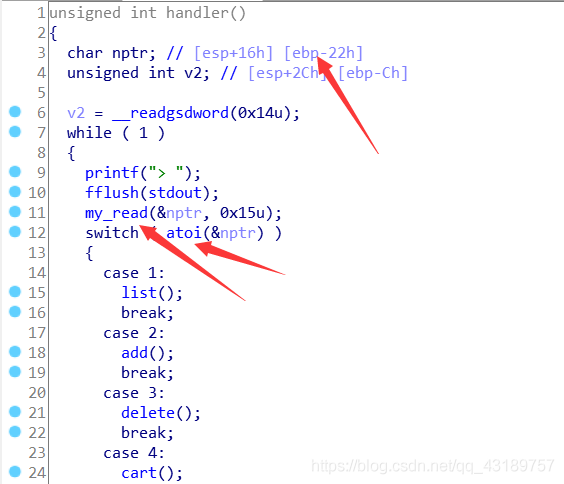 1 unsigned int handler()
2 {
3 char nptr; // [esp+16h] [ebp-22h]
4 unsigned int v2; // [esp+2Ch] [ebp-Ch]
5
6 v2 = __readgsdword(0x14u);
7 while ( 1 )
8 {
9 printf("> ");
10 fflush(stdout);
11 my_read(&nptr, 0x15u);
12 switch ( atoi(&nptr) )
13 {
14 case 1:
15 list();
16 break;
17 case 2:
18 add();
19 break;
20 case 3:
21 delete();
22 break;
23 case 4:
24 cart();
https://blog.csdn.net/qq_43189757